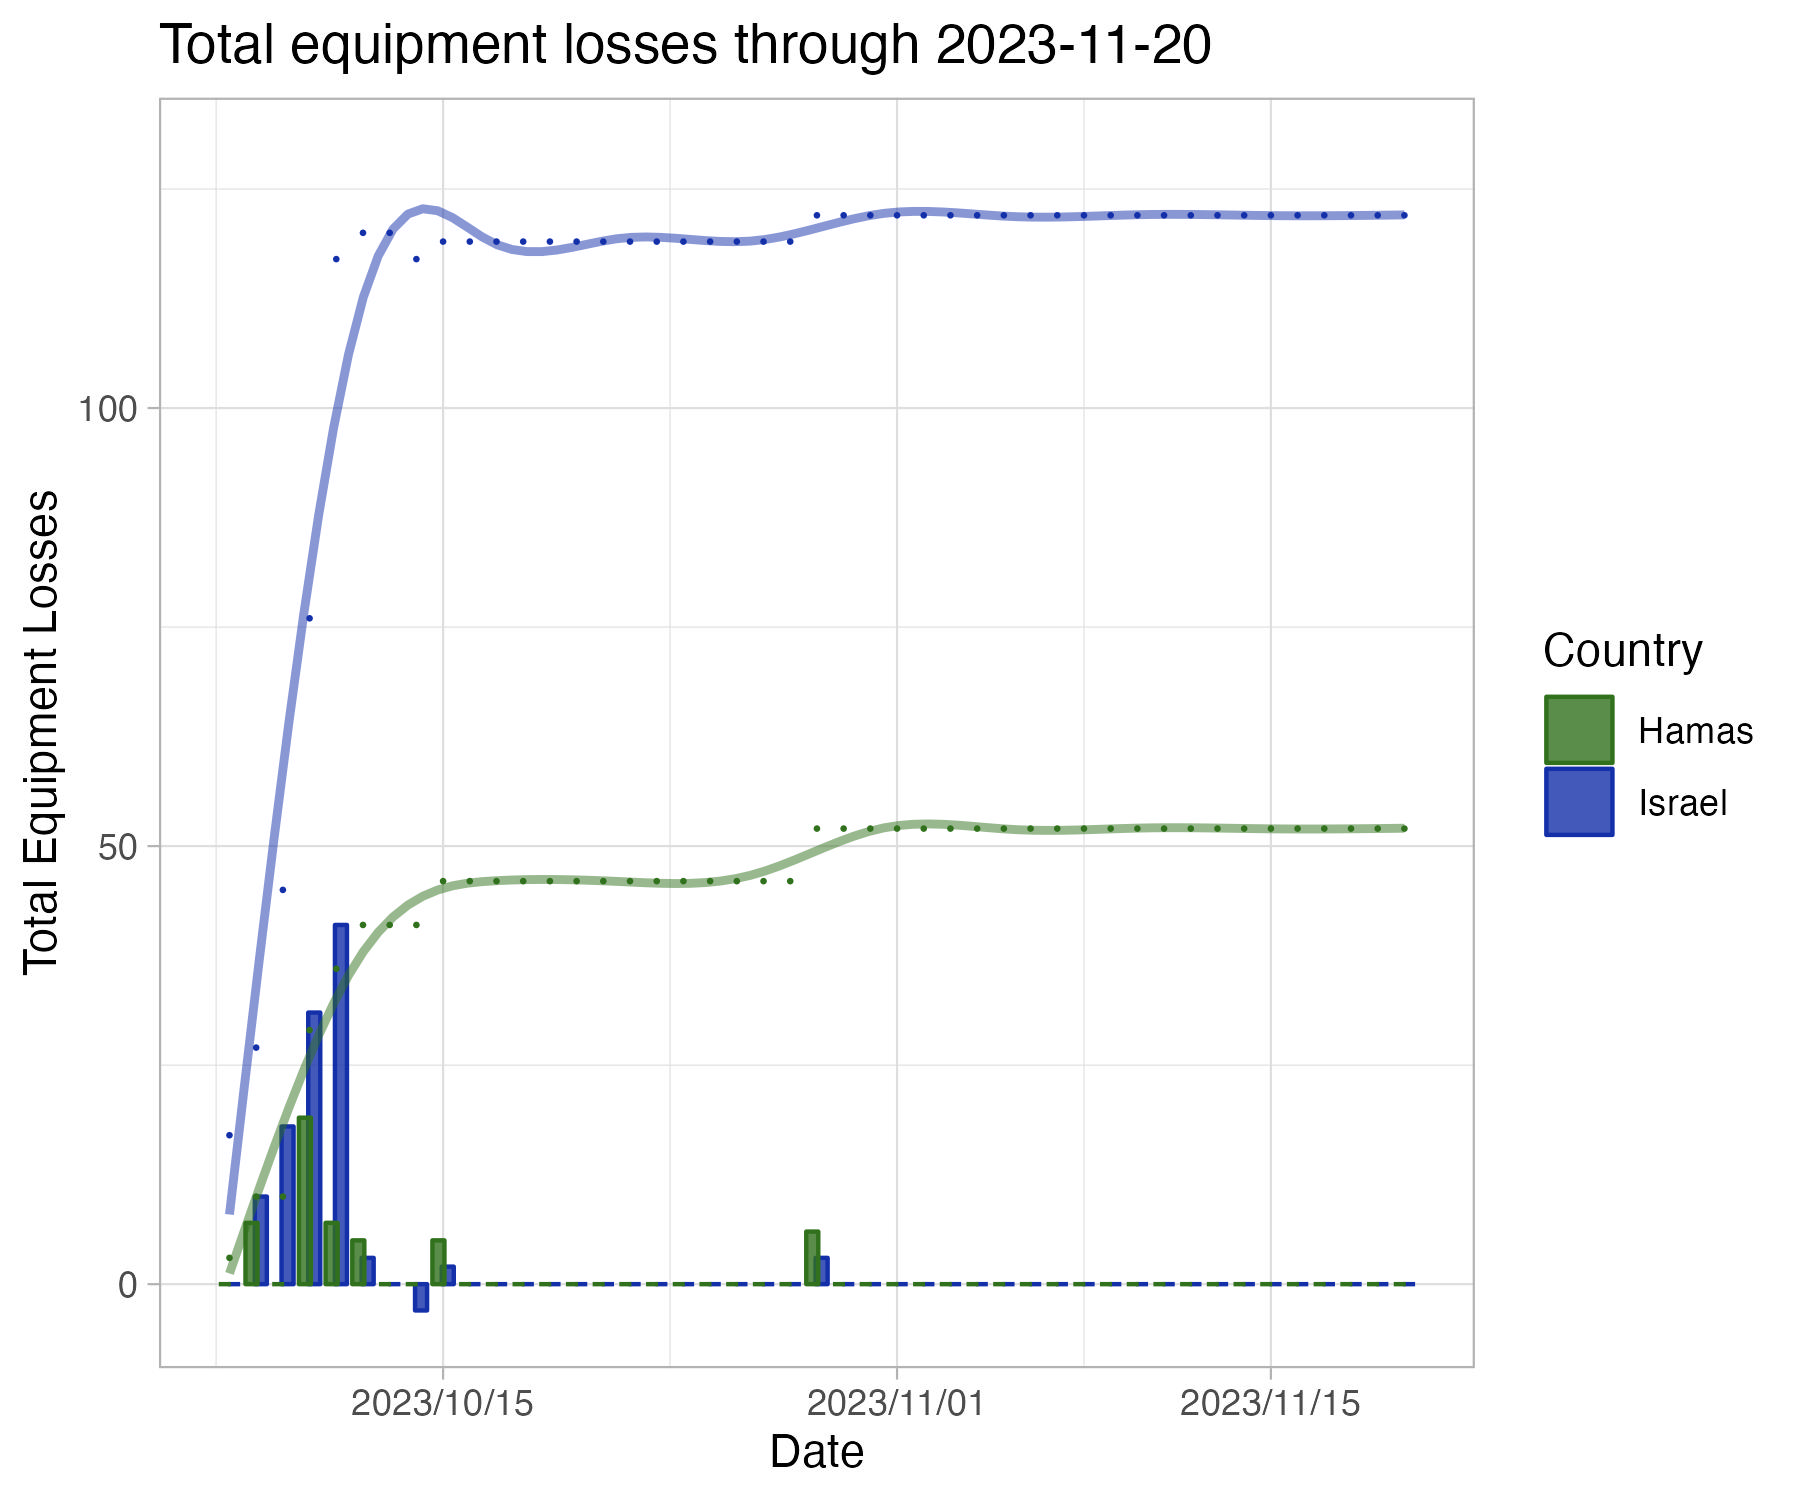 Total equipment losses through 2023-11-20
Total Equipment Losses
100
50
0
2023/10/15
2023/11/01
2023/11/15
Date
Country
Hamas
Israel